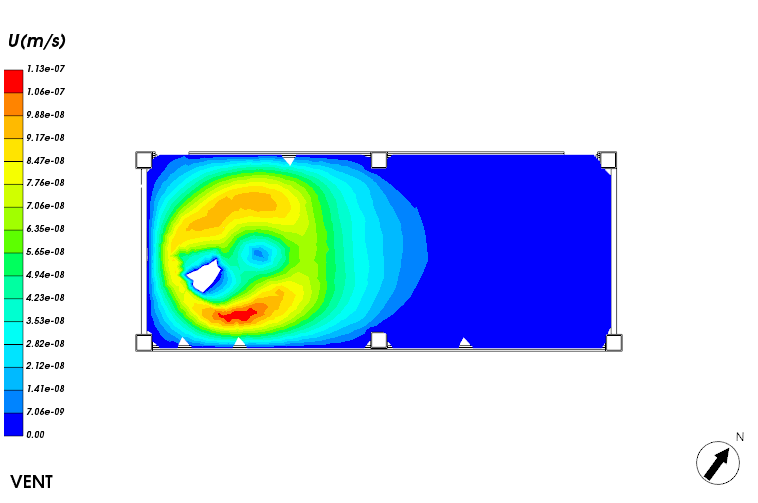 U(m/s)
1.13e-07
1.06e-07
9.88e-08
9.17e-08
8.47e-08
7.76e-08
7.06e-08
6.35e-08
5.65e-08
4.94e-08
4.23e-08
3.53e-08
2.82e-08
2.12e-08
1.41e-08
7.06e-09
0.00
N
VENT